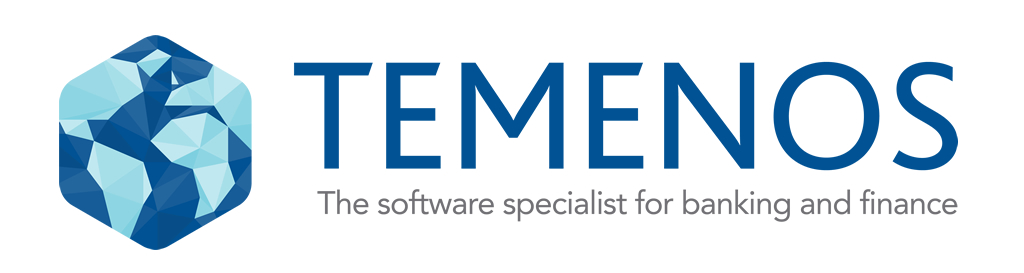 TEMENOS
The software specialist for banking and finance